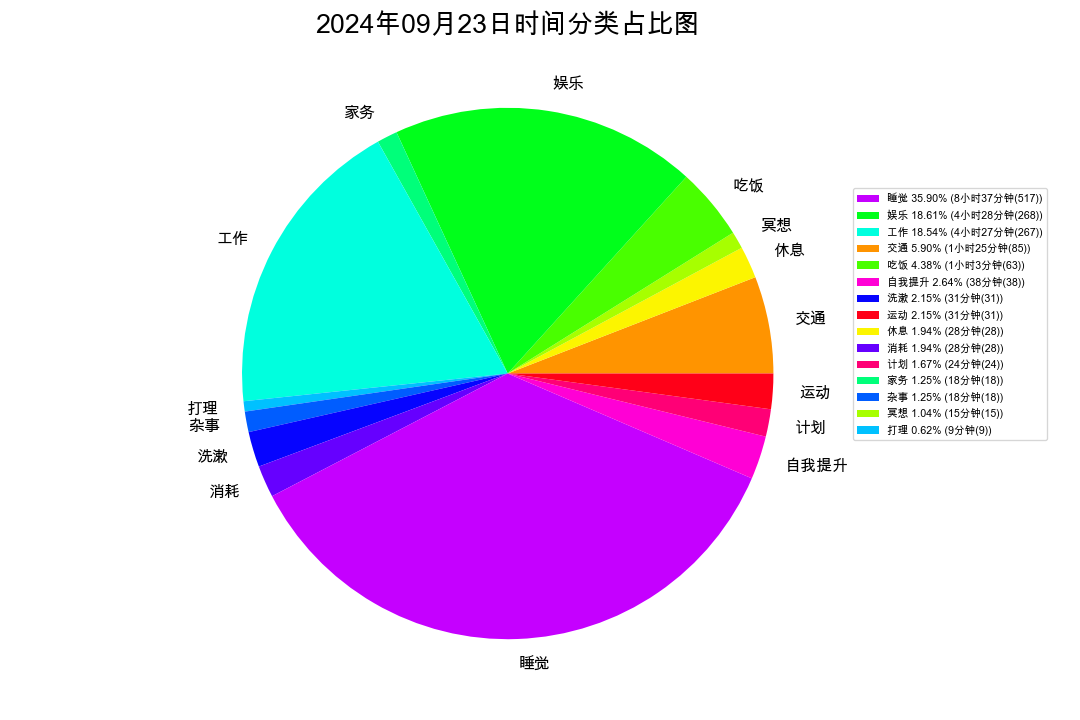 2024年09月23日时间分类占比图
娱乐
家务
吃饭
冥想
工作
休息
交通
运动
打理
杂事
计划
洗漱
自我提升
消耗
睡觉
睡觉 35.90% (8小时37分钟(517))
娱乐 18.61% (4小时28分钟(268))
工作 18.54% (4小时27分钟(267))
交通 5.90% (1小时25分钟(85))
吃饭 4.38% (1小时3分钟(63))
自我提升 2.64% (38分钟(38))
洗漱 2.15% (31分钟(31))
运动 2.15% (31分钟(31))
休息 1.94% (28分钟(28))
消耗 1.94% (28分钟(28))
计划 1.67% (24分钟(24))
家务 1.25% (18分钟(18))
杂事 1.25% (18分钟(18))
冥想 1.04% (15分钟(15))
打理 0.62% (9分钟(9))